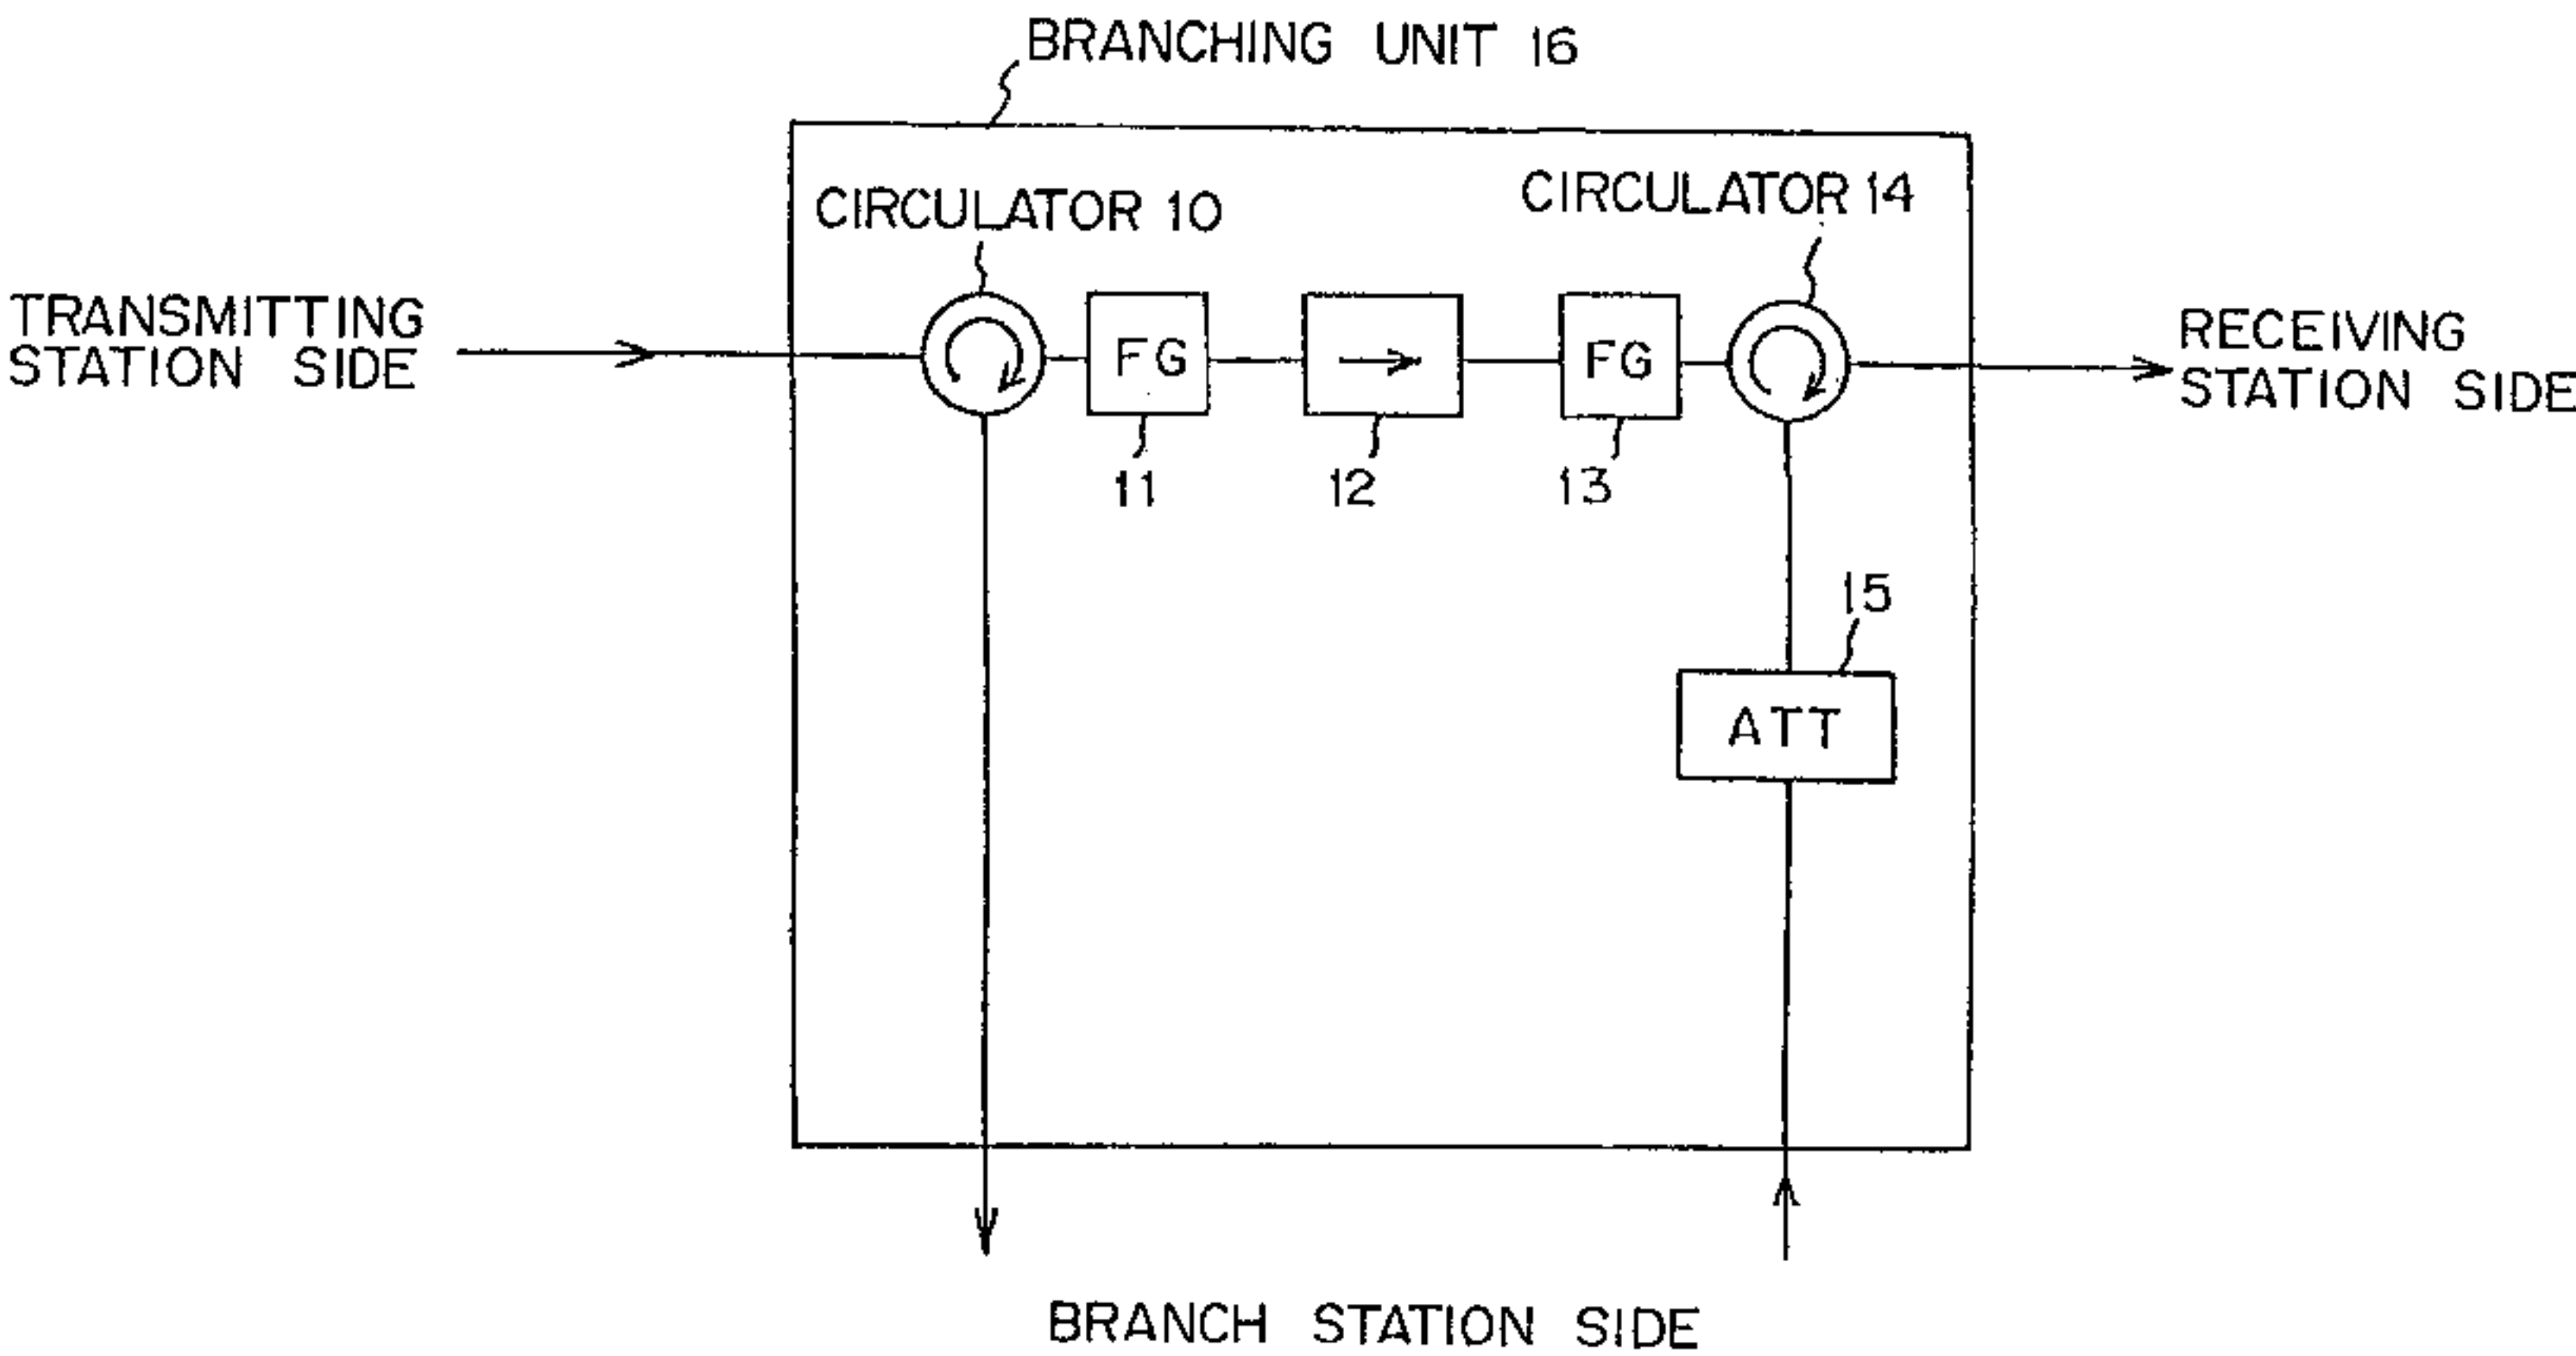 BRANCHING UNIT 16
CIRCULATOR 10
CIRCULATOR 14
TRANSMITTING
STATION SIDE
FG
FG
RECEIVING
STATION SIDE
11
12
13
15
ATT
BRANCH STATION SIDE